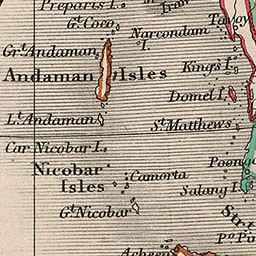 Preparis I.
Gt. Coco
Narcondam
I.
Tavoy
Grt. Andaman
Kings I.
Andaman Isles
Domel I.
Lt. Andaman
St. Matthews
Car Nicobar I.
Nicobar
Isles
Camorta
Salang I.
Gt. Nicobar
Acheen